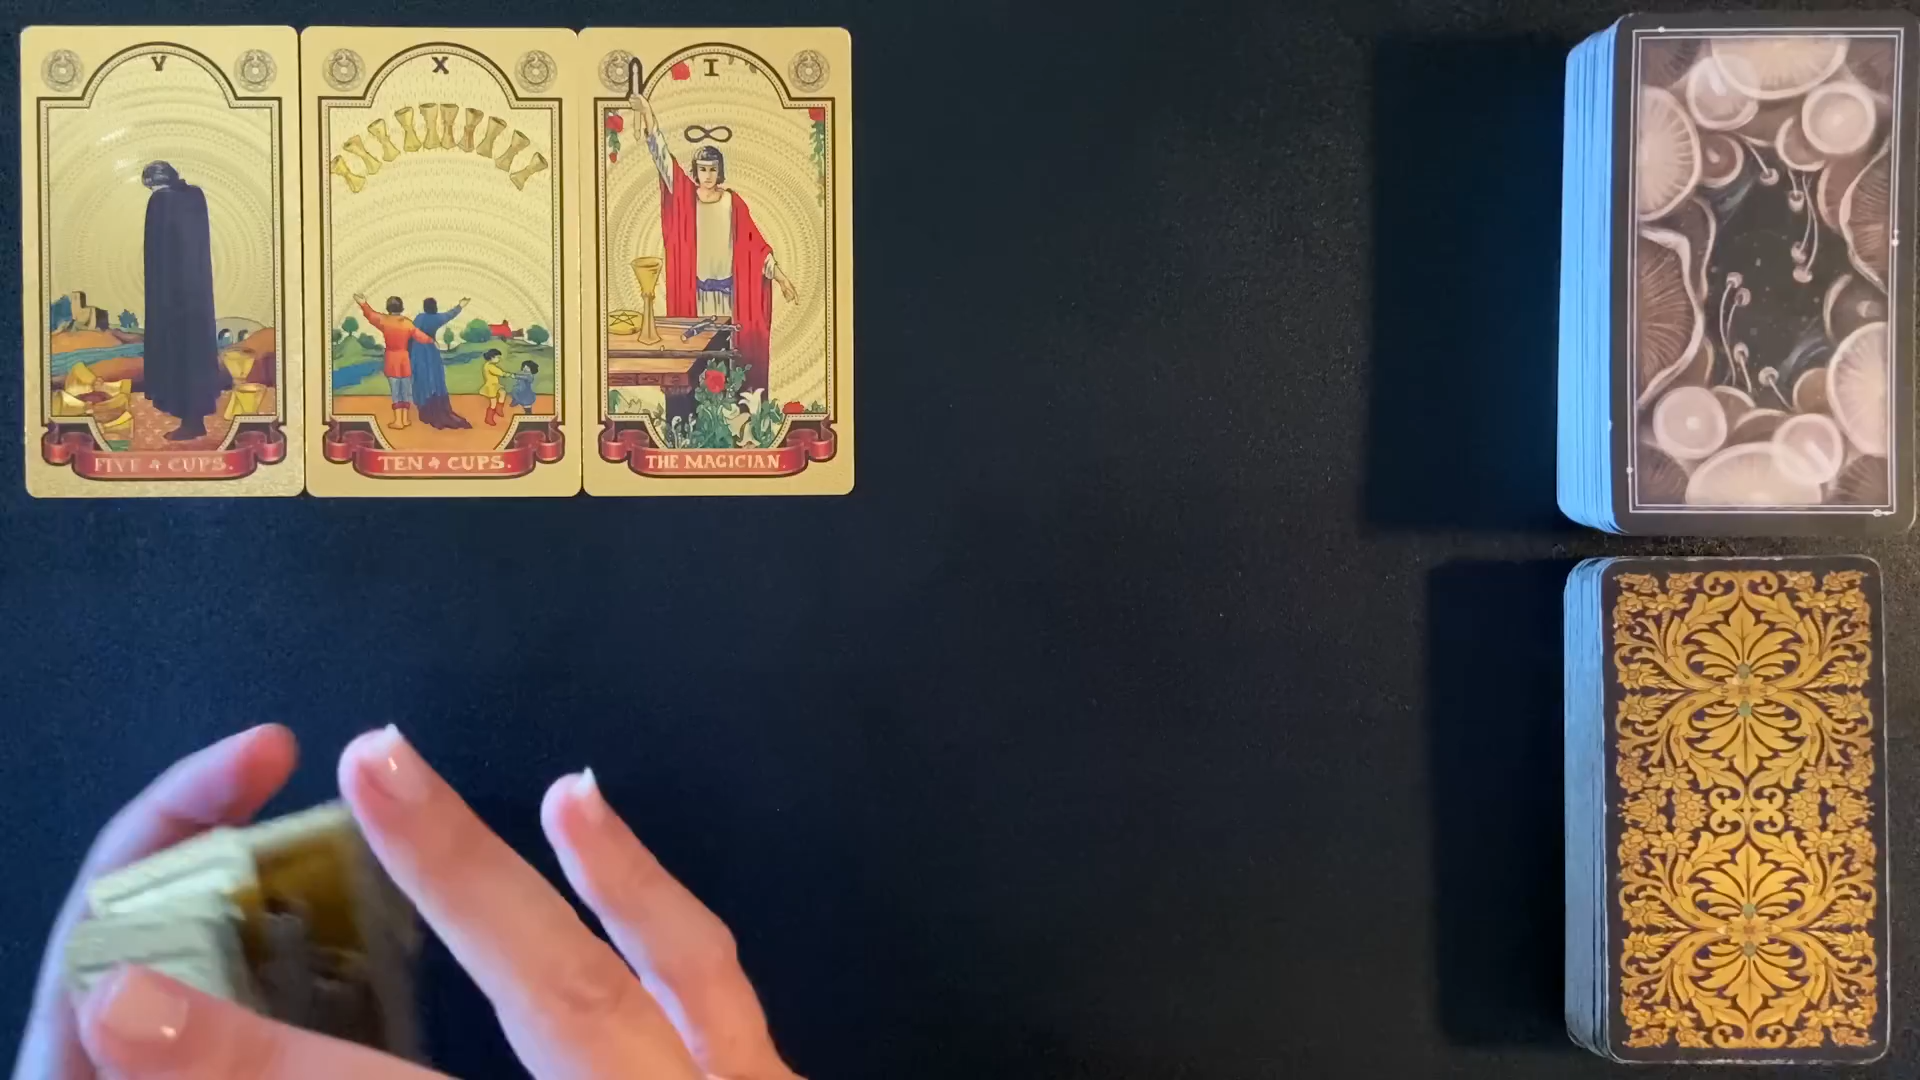 V
FIVE of CUPS.
X
TEN of CUPS.
I
THE MAGICIAN.